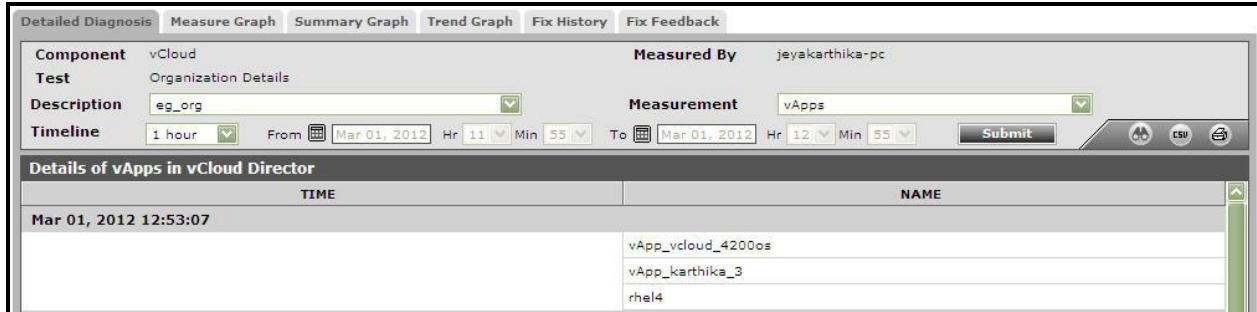 Detailed Diagnosis Measure Graph Summary Graph Trend Graph Fix History Fix Feedback
Component vCloud Measured By jeyakarthika-pc
Test Organization Details
Description eg_org Measurement vApps
Timeline 1 hour From Mar 01, 2012 Hr 11 Min 55 To Mar 01, 2012 Hr 12 Min 55 Submit CSV
Details of vApps in vCloud Director
TIME NAME
Mar 01, 2012 12:53:07
vApp_vcloud_4200os
vApp_karthika_3
rhel4